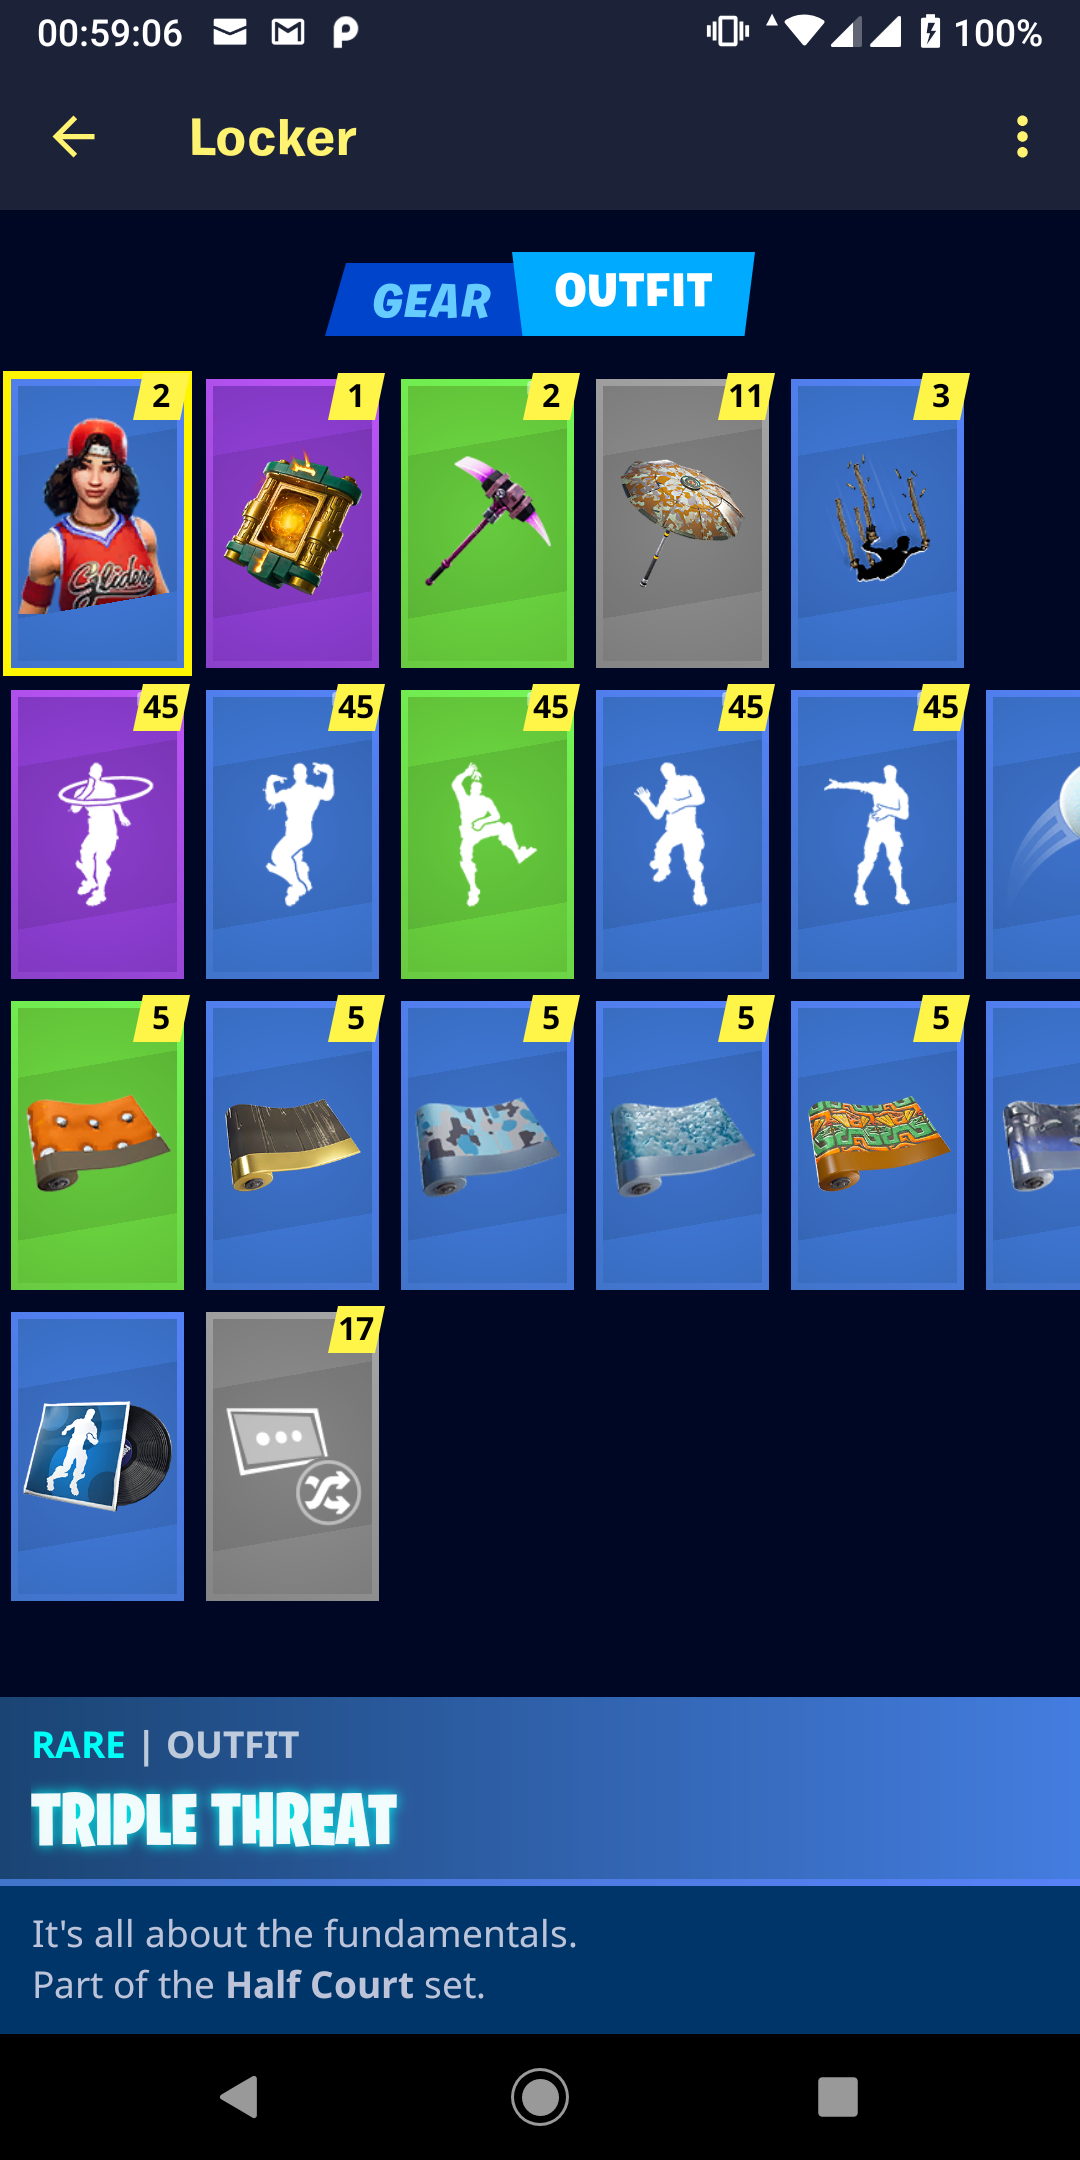 00:59:06 100%
Locker
GEAR OUTFIT
2 1 2 11 3
Gliders
45 45 45 45 45
5 5 5 5 5
17
RARE | OUTFIT
TRIPLE THREAT
It's all about the fundamentals.
Part of the Half Court set.